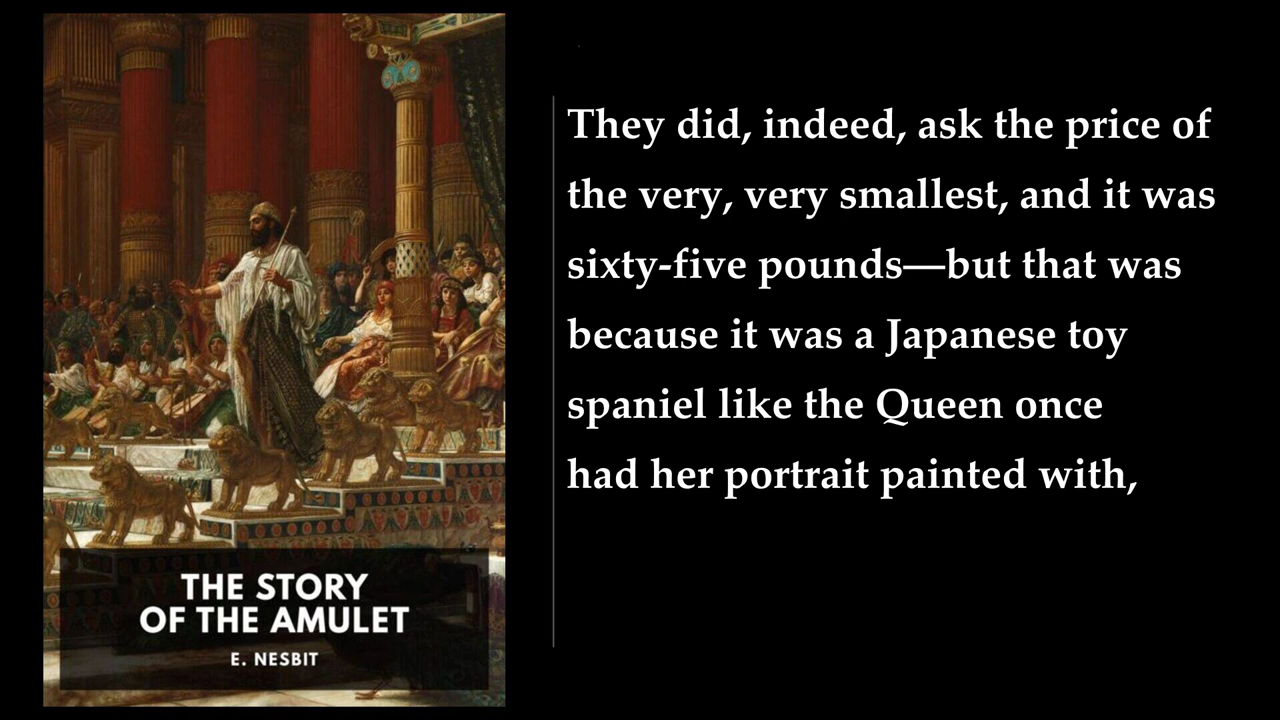 They did, indeed, ask the price of
the very, very smallest, and it was
sixty-five pounds—but that was
because it was a Japanese toy
spaniel like the Queen once
had her portrait painted with,
THE STORY
OF THE AMULET
E. NESBIT